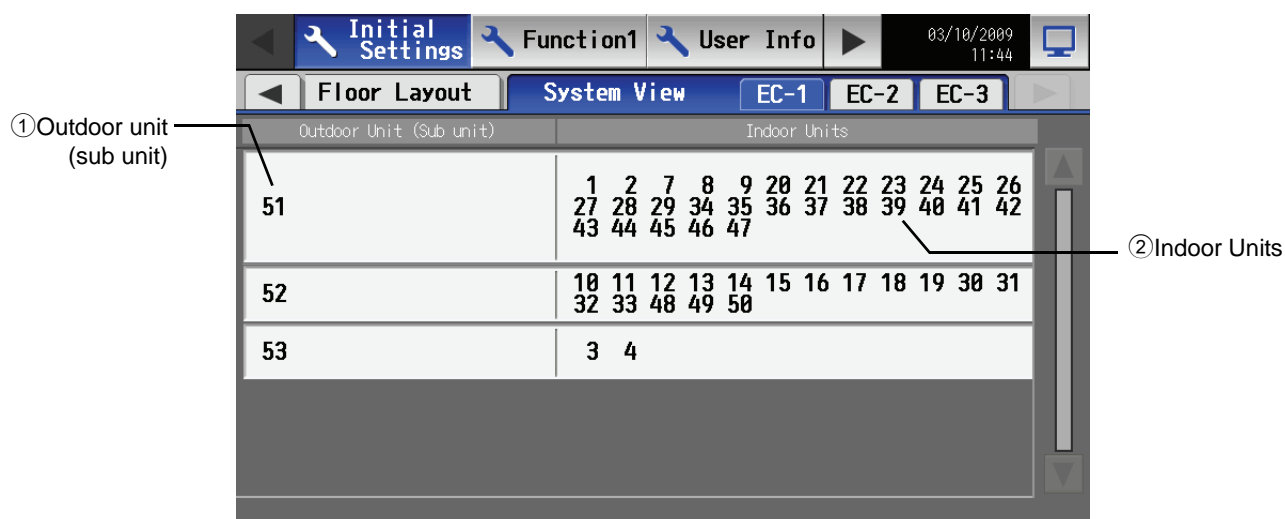 Initial
Settings
Function1
User Info
03/10/2009
11:44
Floor Layout
System View
EC-1
EC-2
EC-3
①Outdoor unit
(sub unit)
Outdoor Unit (Sub unit)
Indoor Units
51
1 2 7 8 9 20 21 22 23 24 25 26
27 28 29 34 35 36 37 38 39 40 41 42
43 44 45 46 47
②Indoor Units
52
10 11 12 13 14 15 16 17 18 19 30 31
32 33 48 49 50
53
3 4